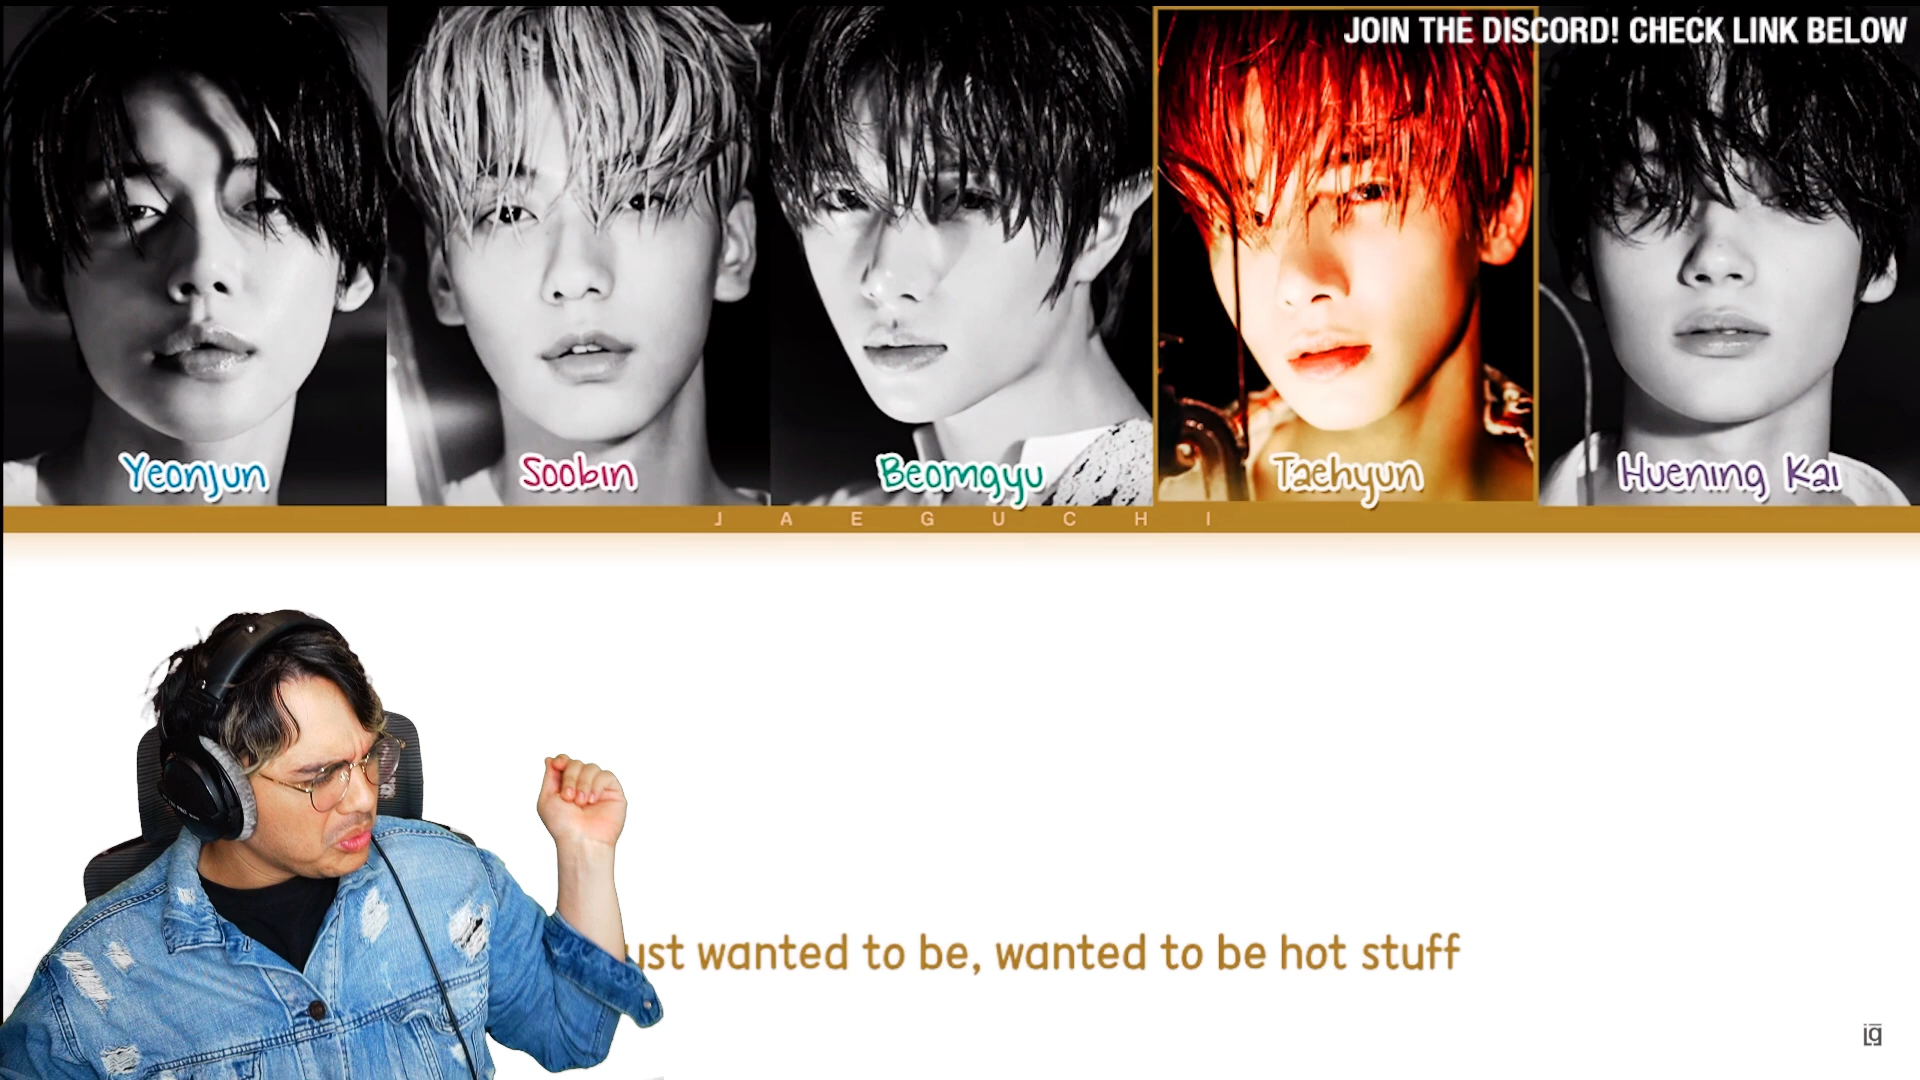 JOIN THE DISCORD! CHECK LINK BELOW
Yeonjun
Soobin
Beomgyu
Taehyun
Huening Kai
JAEGUCHI
ust wanted to be, wanted to be hot stuff